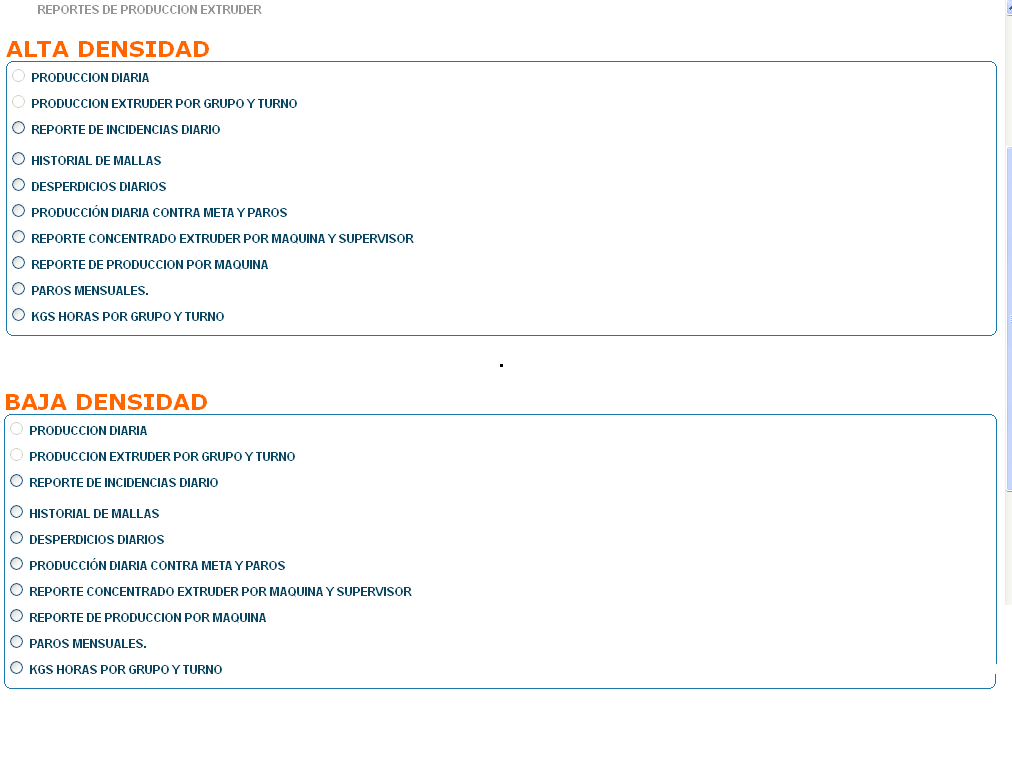 REPORTES DE PRODUCCION EXTRUDER
ALTA DENSIDAD
PRODUCCION DIARIA
PRODUCCION EXTRUDER POR GRUPO Y TURNO
REPORTE DE INCIDENCIAS DIARIO
HISTORIAL DE MALLAS
DESPERDICIOS DIARIOS
PRODUCCIÓN DIARIA CONTRA META Y PAROS
REPORTE CONCENTRADO EXTRUDER POR MAQUINA Y SUPERVISOR
REPORTE DE PRODUCCION POR MAQUINA
PAROS MENSUALES.
KGS HORAS POR GRUPO Y TURNO
.
BAJA DENSIDAD
PRODUCCION DIARIA
PRODUCCION EXTRUDER POR GRUPO Y TURNO
REPORTE DE INCIDENCIAS DIARIO
HISTORIAL DE MALLAS
DESPERDICIOS DIARIOS
PRODUCCIÓN DIARIA CONTRA META Y PAROS
REPORTE CONCENTRADO EXTRUDER POR MAQUINA Y SUPERVISOR
REPORTE DE PRODUCCION POR MAQUINA
PAROS MENSUALES.
KGS HORAS POR GRUPO Y TURNO